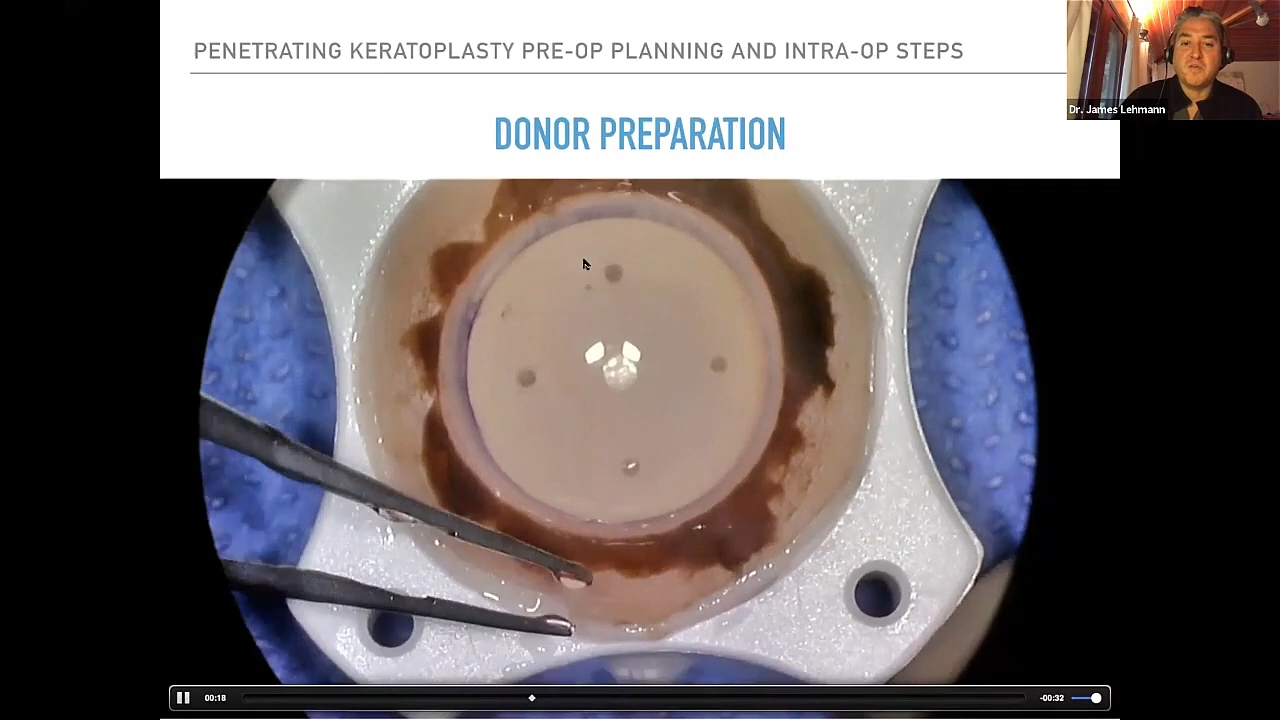 PENETRATING KERATOPLASTY PRE-OP PLANNING AND INTRA-OP STEPS
Dr. James Lehmann
DONOR PREPARATION
00:18
-00:32